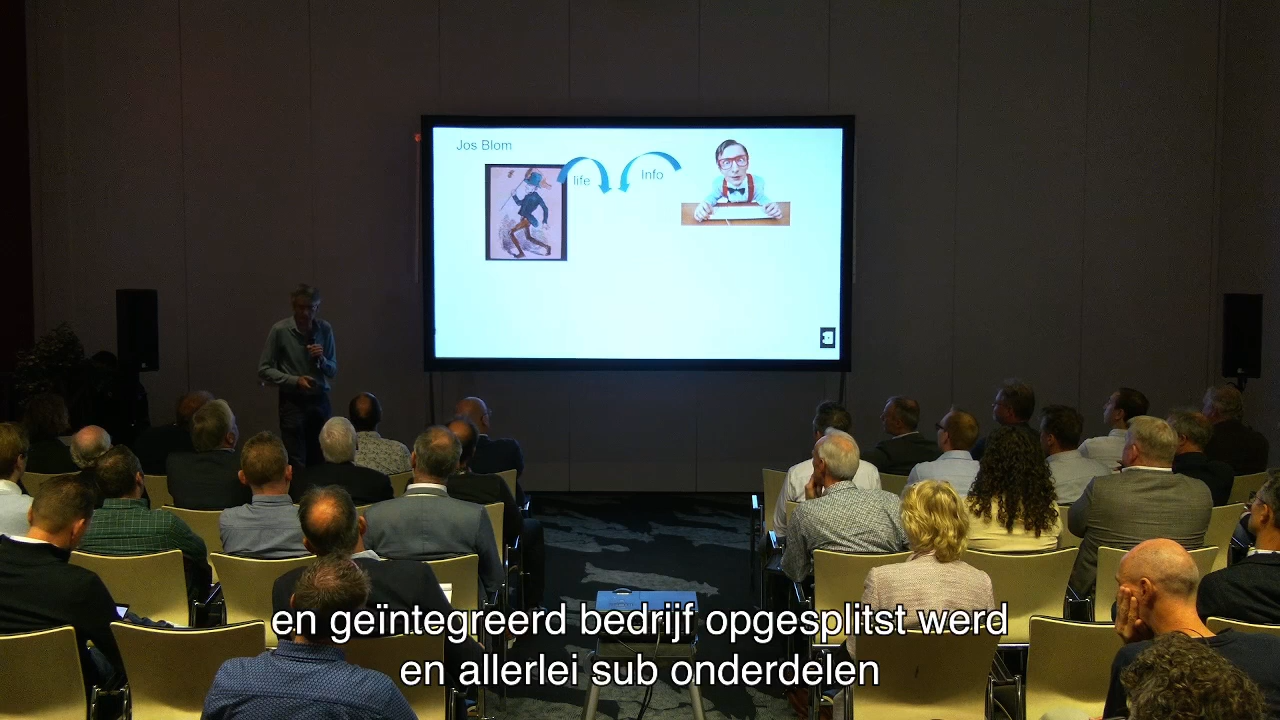 Jos Blom
life
Info
en geïntegreerd bedrijf opgesplitst werd
en allerlei sub onderdelen